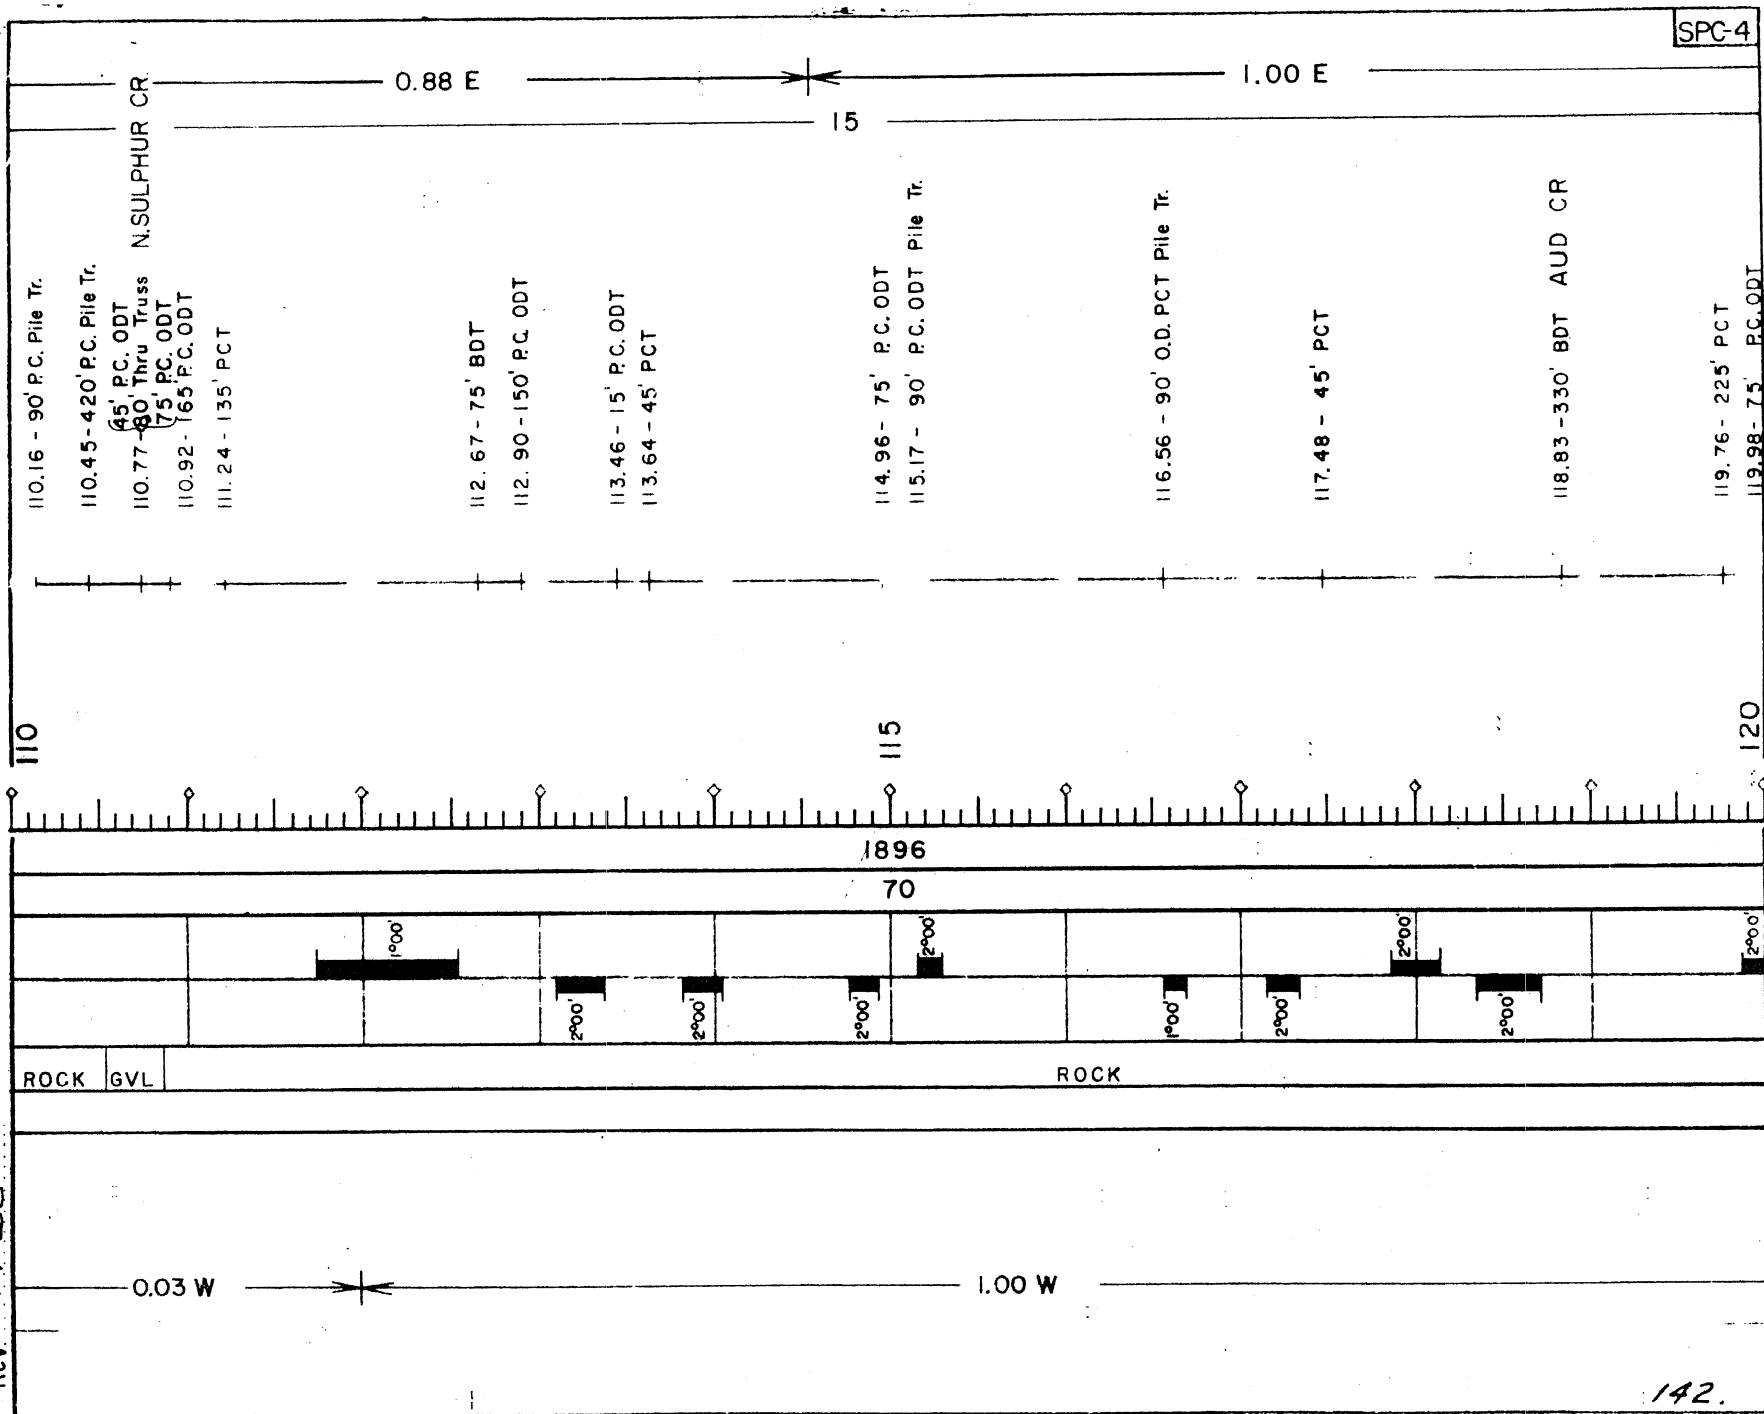 SPC-4
0.88 E
1.00 E
15
110.16 - 90' P.C. Pile Tr.
110.45 - 420' P.C. Pile Tr.
45' P.C. ODT
110.77 - 80' Thru Truss N. SULPHUR CR.
75' P.C. ODT
110.92 - 165' P.C. ODT
111.24 - 135' PCT
112.67 - 75' BDT
112.90 - 150' P.C. ODT
113.46 - 15' P.C. ODT
113.64 - 45' PCT
114.96 - 75' P.C. ODT
115.17 - 90' P.C. ODT Pile Tr.
116.56 - 90' O.D. PCT Pile Tr.
117.48 - 45' PCT
118.83 - 330' BDT AUD CR
119.76 - 225' PCT
119.98 - 75' P.C. ODT
110
115
120
1896
70
1°00'
2°00'
2°00'
2°00'
2°00'
1°00'
2°00'
2°00'
2°00'
2°00'
ROCK
GVL
ROCK
0.03 W
1.00 W
142.